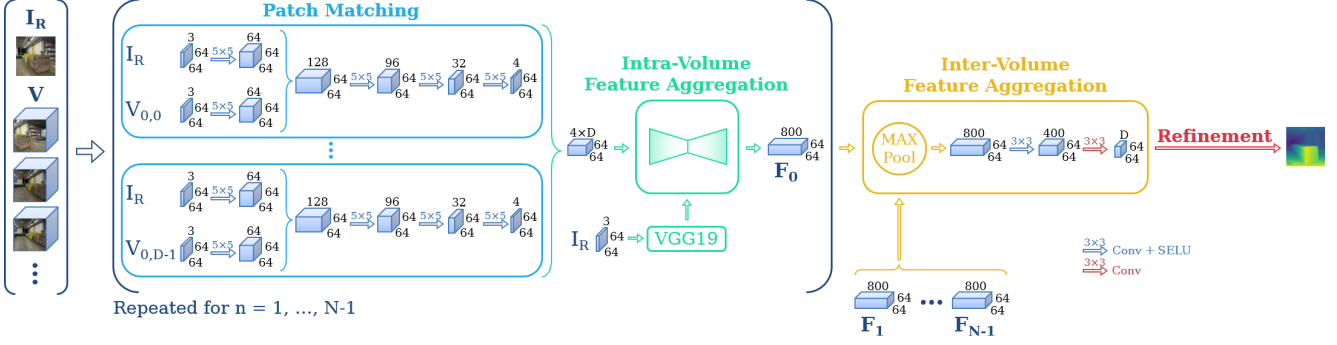 I_R
V
Patch Matching
I_R 3 64 64 5×5 64 64 64
V_0,0 3 64 64 5×5 64 64 64
128 64 64 5×5 96 64 64 5×5 32 64 64 5×5 4 64 64
I_R 3 64 64 5×5 64 64 64
V_0,D-1 3 64 64 5×5 64 64 64
128 64 64 5×5 96 64 64 5×5 32 64 64 5×5 4 64 64
Repeated for n = 1, ..., N-1
Intra-Volume
Feature Aggregation
4×D 64 64
I_R 3 64 64
VGG19
800 64 64
F_0
Inter-Volume
Feature Aggregation
MAX
Pool
800 64 64 3×3 400 64 64 3×3 D 64 64
Refinement
800 64 64 ... 800 64 64
F_1 F_N-1
3×3 Conv + SELU
3×3 Conv